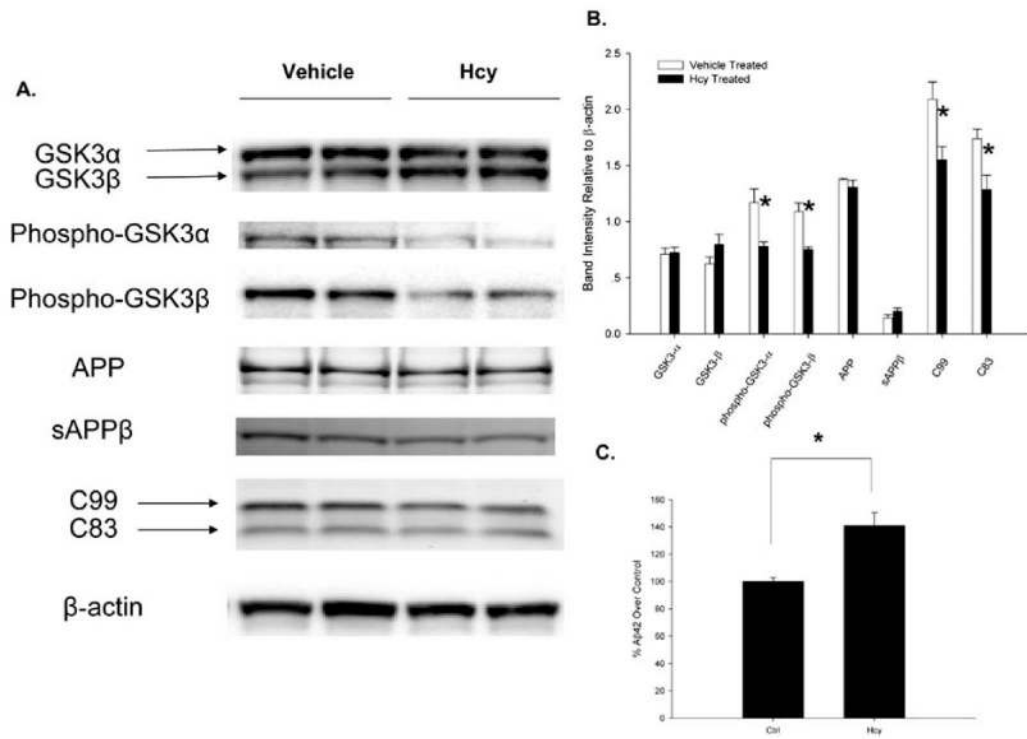 A.
Vehicle Hcy
GSK3α
GSK3β
Phospho-GSK3α
Phospho-GSK3β
APP
sAPPβ
C99
C83
β-actin
B.
Vehicle Treated
Hcy Treated
Band Intensity Relative to β-actin
2.5
2.0
1.5
1.0
.5
0.0
* * * *
GSK3-α
GSK3-β
phospho-GSK3-α
phospho-GSK3-β
APP
sAPPβ
C99
C83
C.
*
% Aβ42 Over Control
160
140
120
100
80
60
40
20
0
Ctrl Hcy